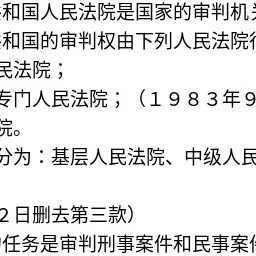 和国人民法院是国家的审判机
和国的审判权由下列人民法院
民法院；
专门人民法院；（１９８３年９
院。
分为：基层人民法院、中级人民
２日删去第三款）
任务是审判刑事案件和民事案